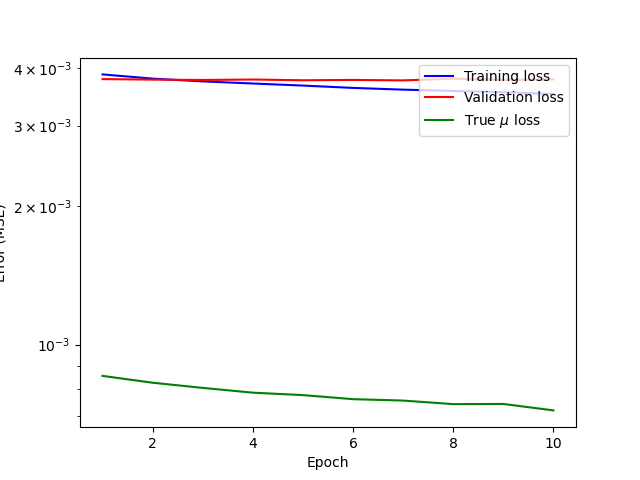 4 × 10⁻³
3 × 10⁻³
2 × 10⁻³
10⁻³
Error (MSE)
2
4
6
8
10
Epoch
Training loss
Validation loss
True μ loss